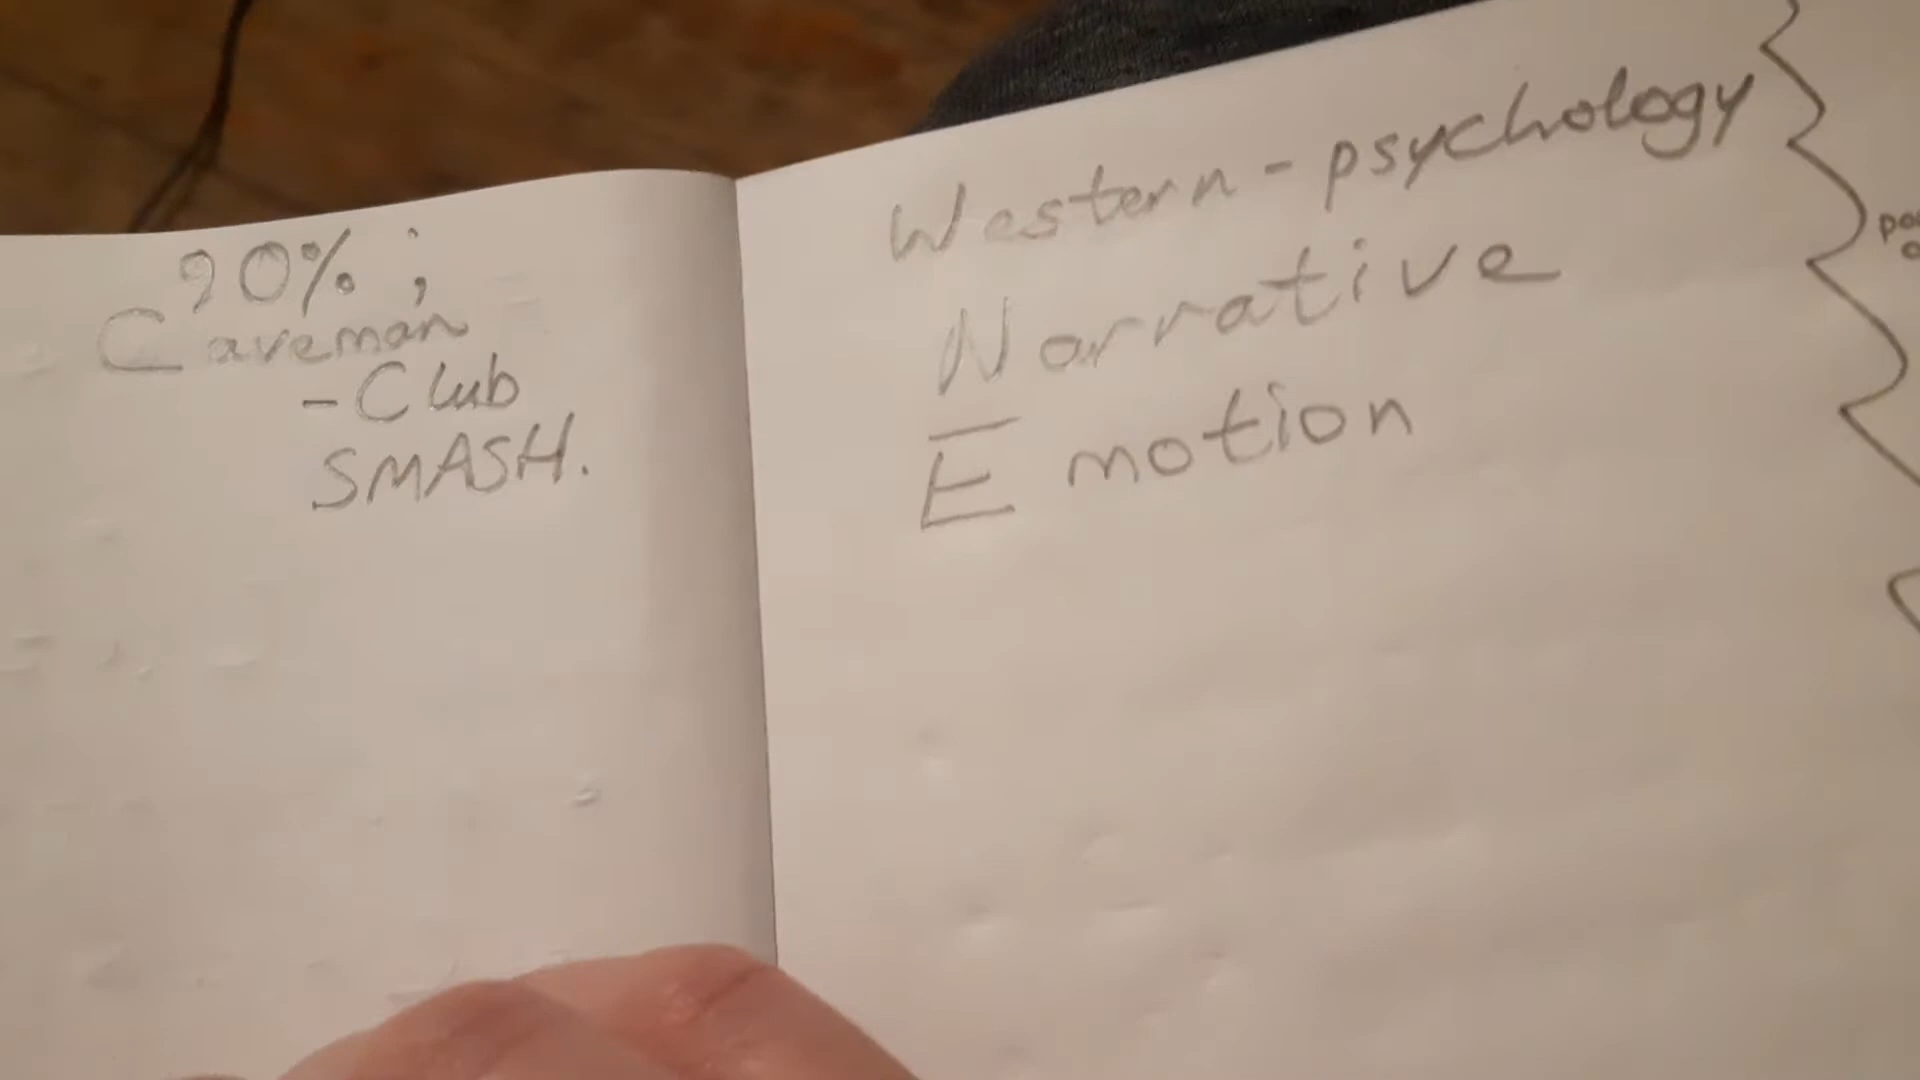 90% ;
Caveman
- Club
SMASH.
Western - psychology
Narrative
Emotion